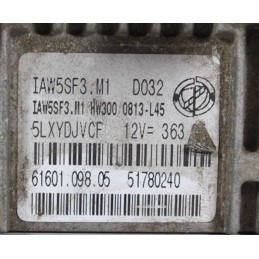 IAW5SF3.M1 D032
IAW5SF3.M1 HW300 0813-L45
5LXYDJVCF 12V= 363
61601.098.05 51780240